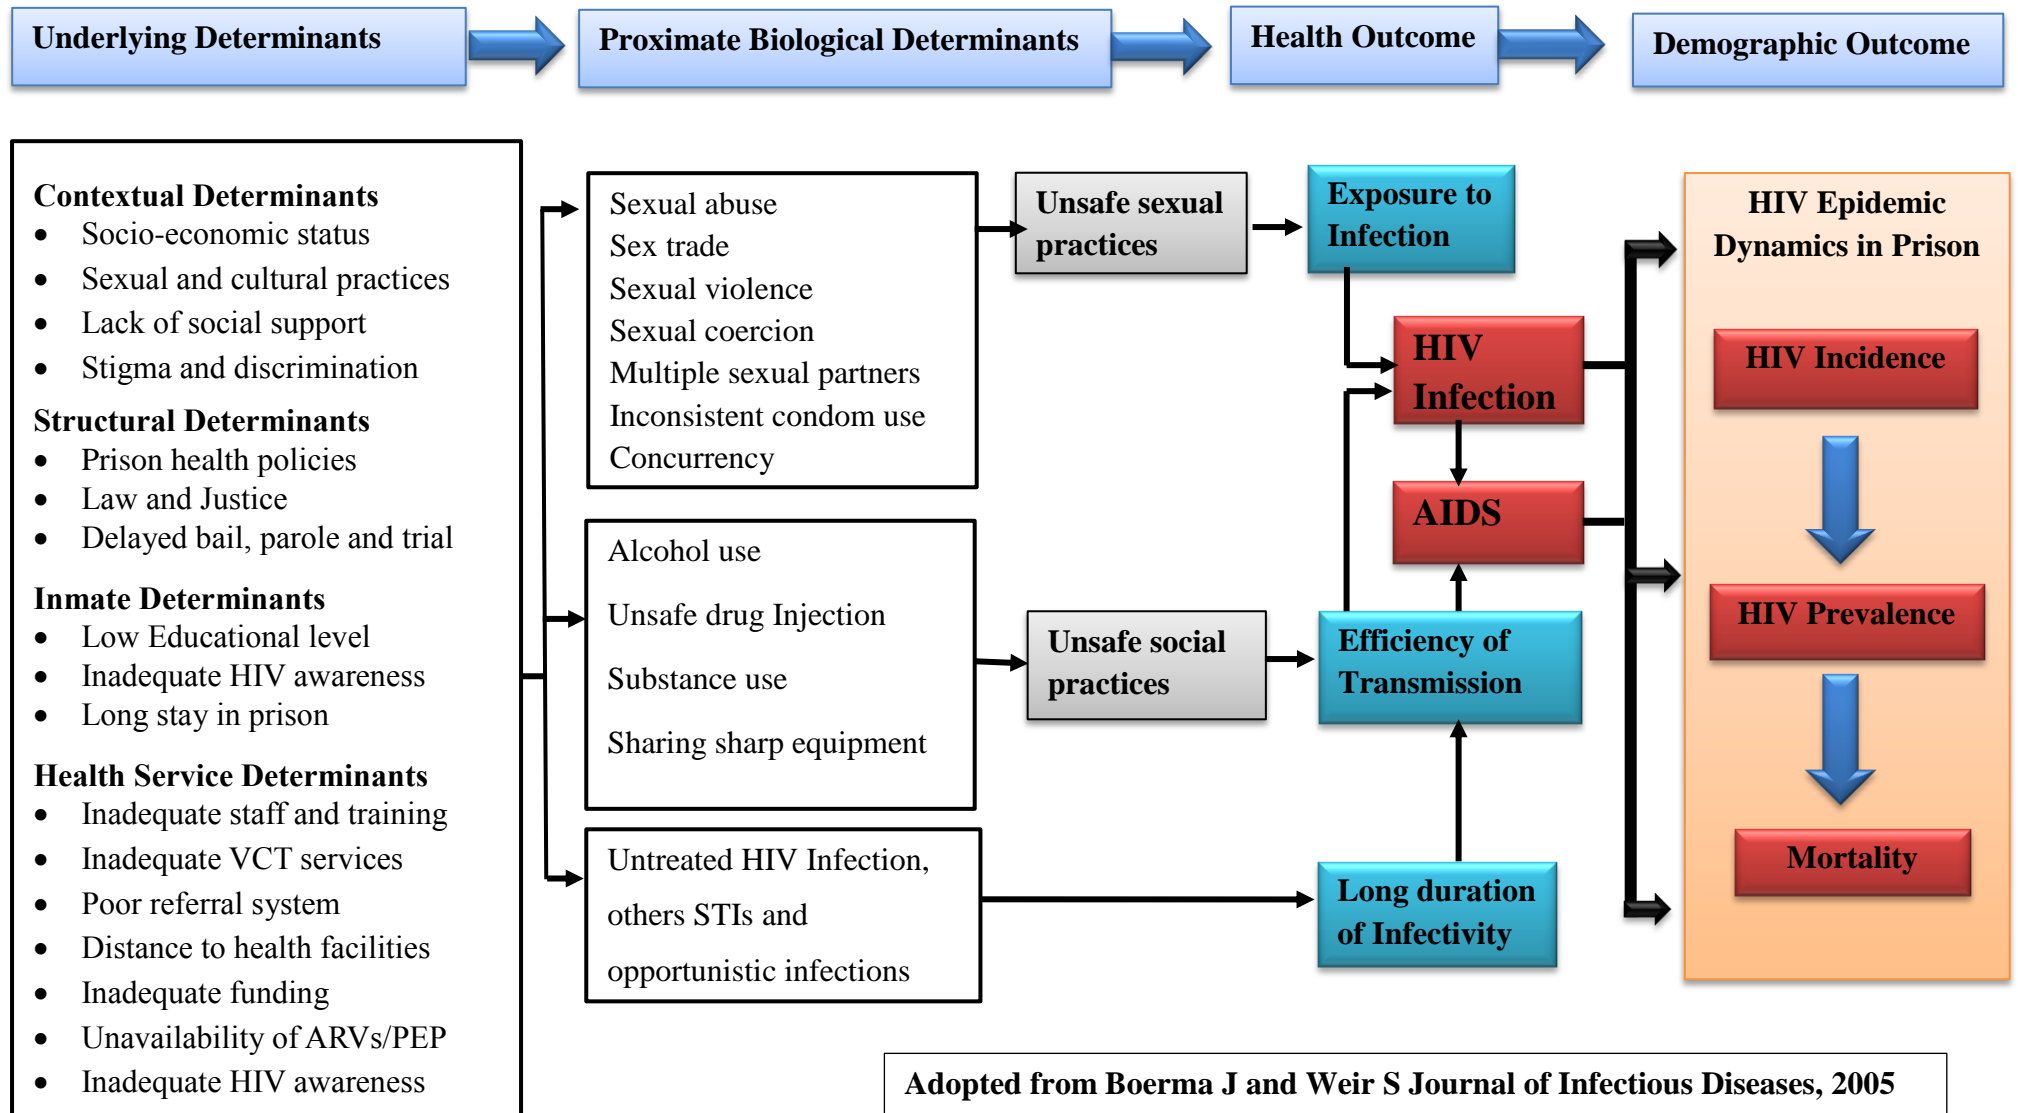 Underlying Determinants
Proximate Biological Determinants
Health Outcome
Demographic Outcome
Contextual Determinants
• Socio-economic status
• Sexual and cultural practices
• Lack of social support
• Stigma and discrimination
Structural Determinants
• Prison health policies
• Law and Justice
• Delayed bail, parole and trial
Inmate Determinants
• Low Educational level
• Inadequate HIV awareness
• Long stay in prison
Health Service Determinants
• Inadequate staff and training
• Inadequate VCT services
• Poor referral system
• Distance to health facilities
• Inadequate funding
• Unavailability of ARVs/PEP
• Inadequate HIV awareness
Sexual abuse
Sex trade
Sexual violence
Sexual coercion
Multiple sexual partners
Inconsistent condom use
Concurrency
Alcohol use
Unsafe drug Injection
Substance use
Sharing sharp equipment
Untreated HIV Infection,
others STIs and
opportunistic infections
Unsafe sexual
practices
Unsafe social
practices
Exposure to
Infection
HIV
Infection
AIDS
Efficiency of
Transmission
Long duration
of Infectivity
HIV Epidemic
Dynamics in Prison
HIV Incidence
HIV Prevalence
Mortality
Adopted from Boerma J and Weir S Journal of Infectious Diseases, 2005